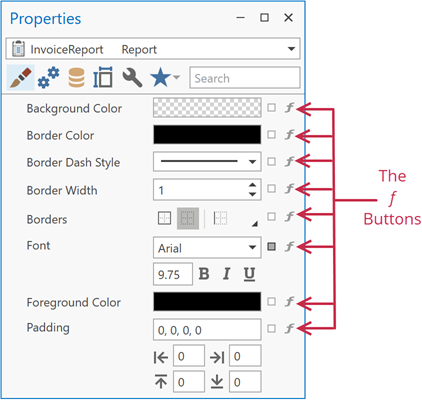 Properties
InvoiceReport Report
Search
Background Color f
Border Color f
Border Dash Style f
Border Width 1 f
Borders f
Font Arial f
9.75 B I U
Foreground Color f
Padding 0, 0, 0, 0 f
0 0
0 0
The
f
Buttons